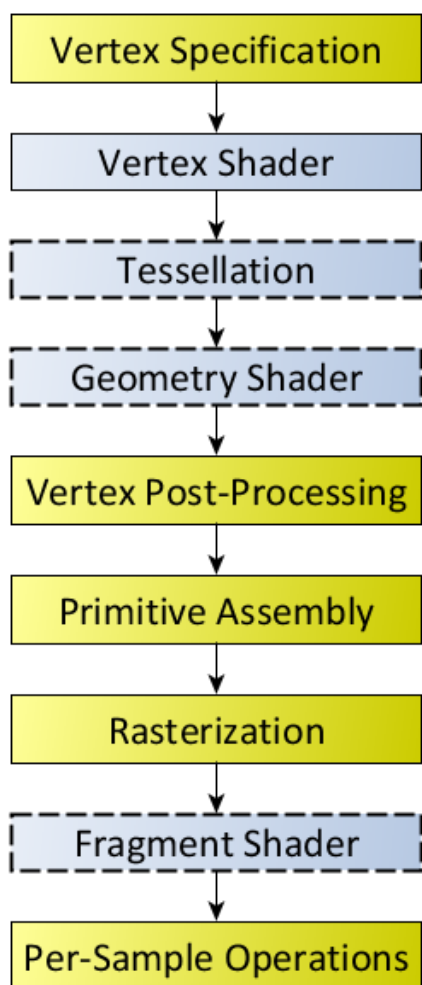 Vertex Specification
Vertex Shader
Tessellation
Geometry Shader
Vertex Post-Processing
Primitive Assembly
Rasterization
Fragment Shader
Per-Sample Operations